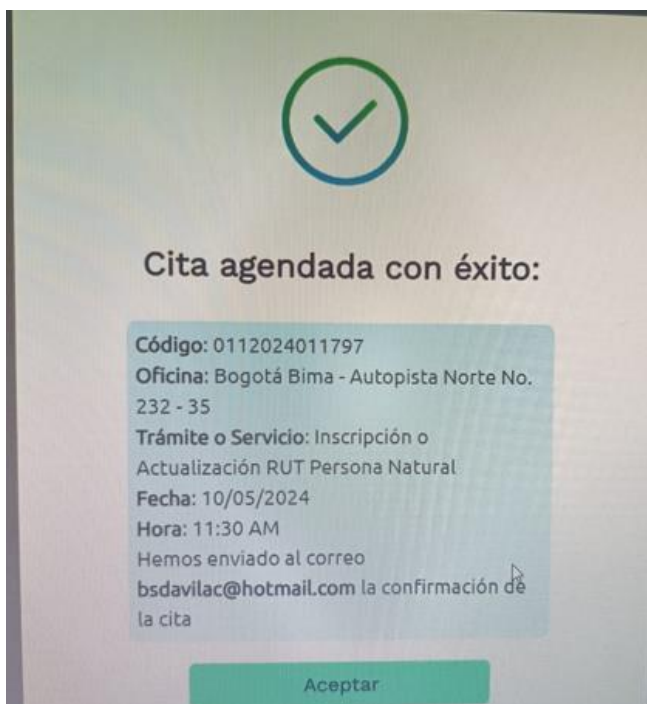 Cita agendada con éxito:
Código: 0112024011797
Oficina: Bogotá Bima - Autopista Norte No.
232 - 35
Trámite o Servicio: Inscripción o
Actualización RUT Persona Natural
Fecha: 10/05/2024
Hora: 11:30 AM
Hemos enviado al correo
bsdavilac@hotmail.com la confirmación de
la cita
Aceptar